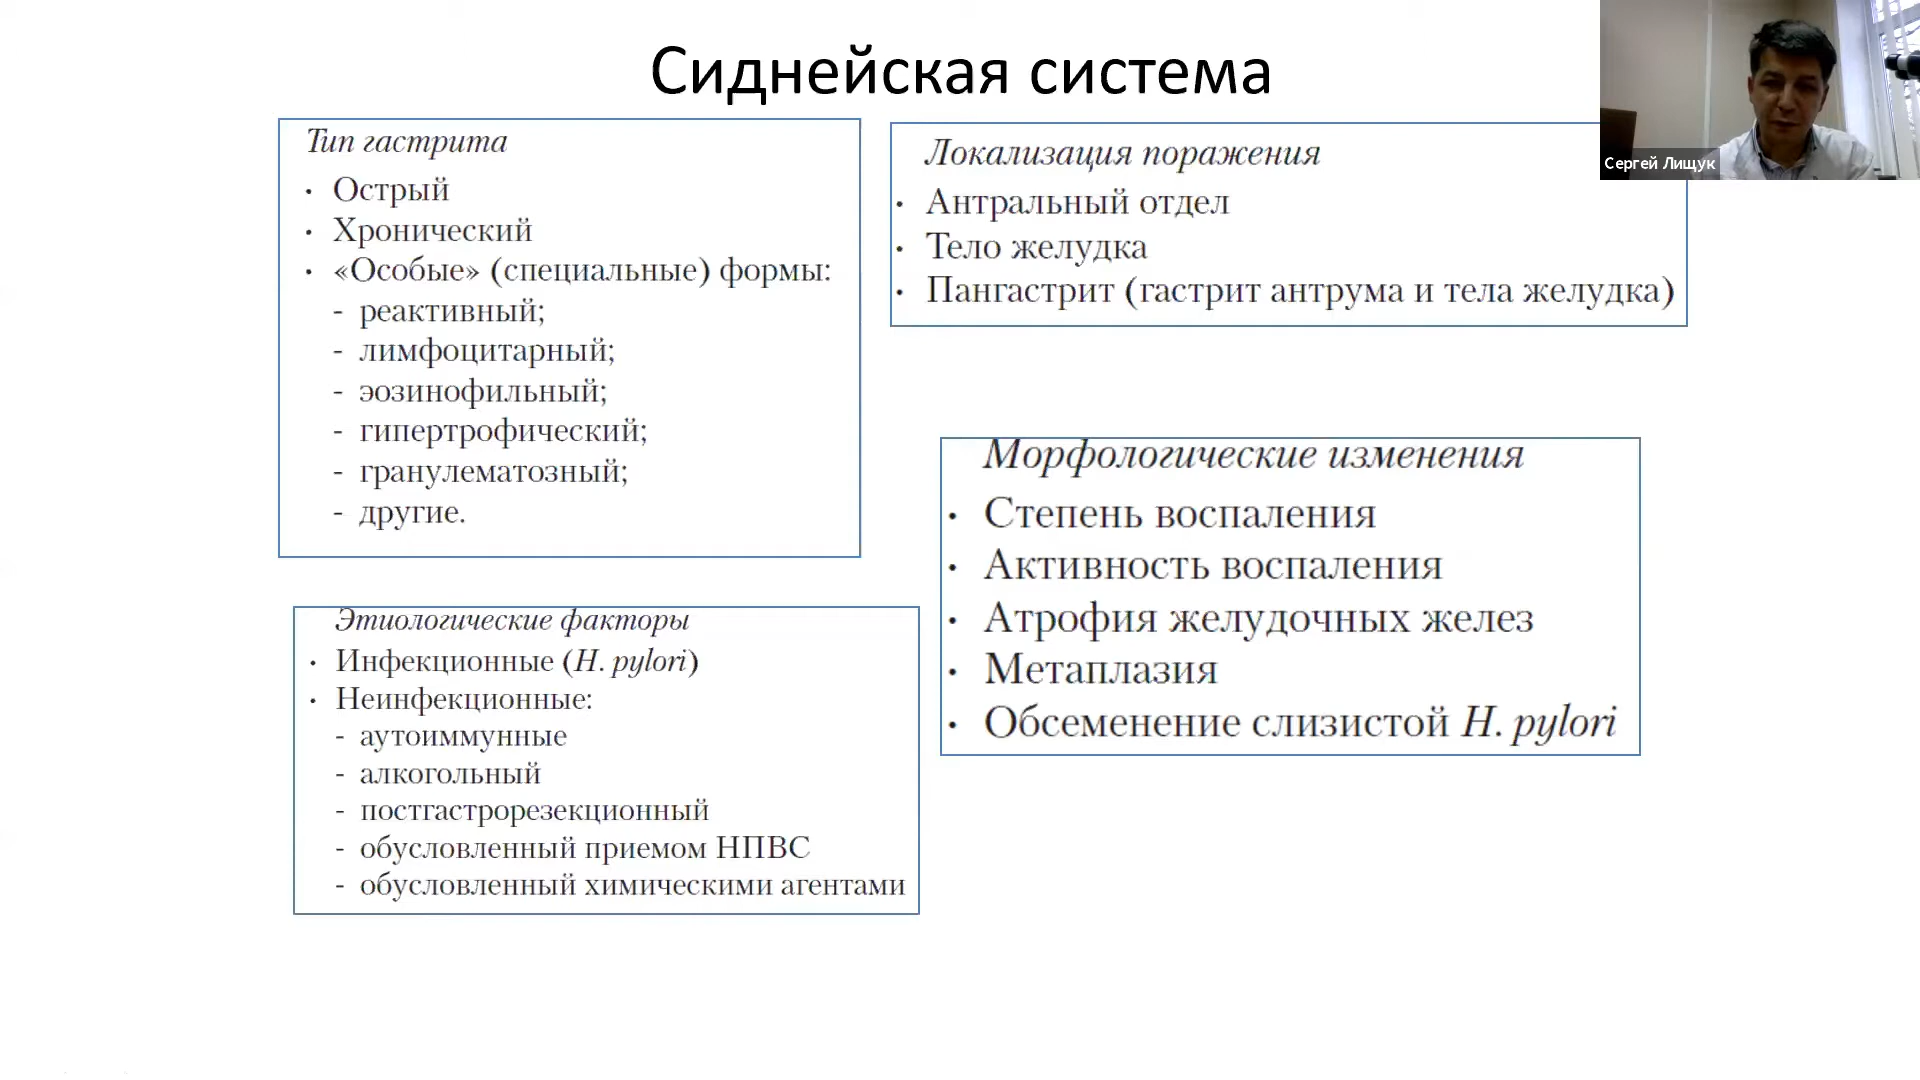 Сиднейская система
Тип гастрита
· Острый
· Хронический
· «Особые» (специальные) формы:
- реактивный;
- лимфоцитарный;
- эозинофильный;
- гипертрофический;
- гранулематозный;
- другие.
Локализация поражения
· Антральный отдел
· Тело желудка
· Пангастрит (гастрит антрума и тела желудка)
Сергей Лищук
Этиологические факторы
· Инфекционные (H. pylori)
· Неинфекционные:
- аутоиммунные
- алкогольный
- постгастрорезекционный
- обусловленный приемом НПВС
- обусловленный химическими агентами
Морфологические изменения
· Степень воспаления
· Активность воспаления
· Атрофия желудочных желез
· Метаплазия
· Обсеменение слизистой H. pylori